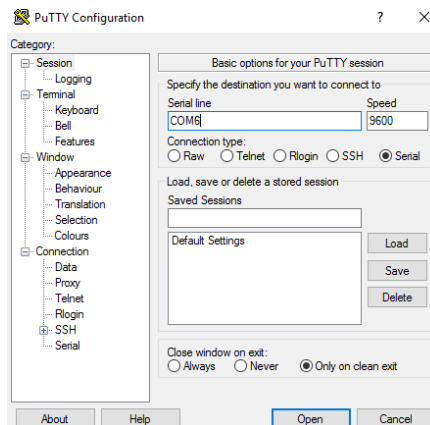 PuTTY Configuration ? ×
Category:
Session
Logging
Terminal
Keyboard
Bell
Features
Window
Appearance
Behaviour
Translation
Selection
Colours
Connection
Data
Proxy
Telnet
Rlogin
SSH
Serial
Basic options for your PuTTY session
Specify the destination you want to connect to
Serial line Speed
COM6 9600
Connection type:
Raw Telnet Rlogin SSH Serial
Load, save or delete a stored session
Saved Sessions
Default Settings
Load
Save
Delete
Close window on exit:
Always Never Only on clean exit
About Help Open Cancel